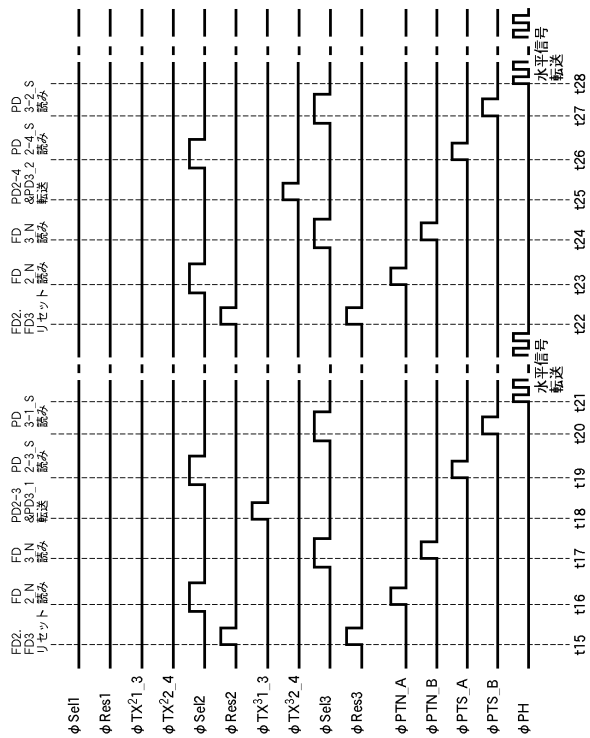 FD2.
FD3
リセット
FD
2_N
読み
FD
3_N
読み
PD2-3
&PD3_1
転送
PD
2-3_S
読み
PD
3-1_S
読み
FD2.
FD3
リセット
FD
2_N
読み
FD
3_N
読み
PD2-4
&PD3_2
転送
PD
2-4_S
読み
PD
3-2_S
読み
φSel1
φRes1
φTX²1_3
φTX²2_4
φSel2
φRes2
φTX³1_3
φTX³2_4
φSel3
φRes3
φPTN_A
φPTN_B
φPTS_A
φPTS_B
φPH
水平信号
転送
水平信号
転送
t15
t16
t17
t18
t19
t20
t21
t22
t23
t24
t25
t26
t27
t28